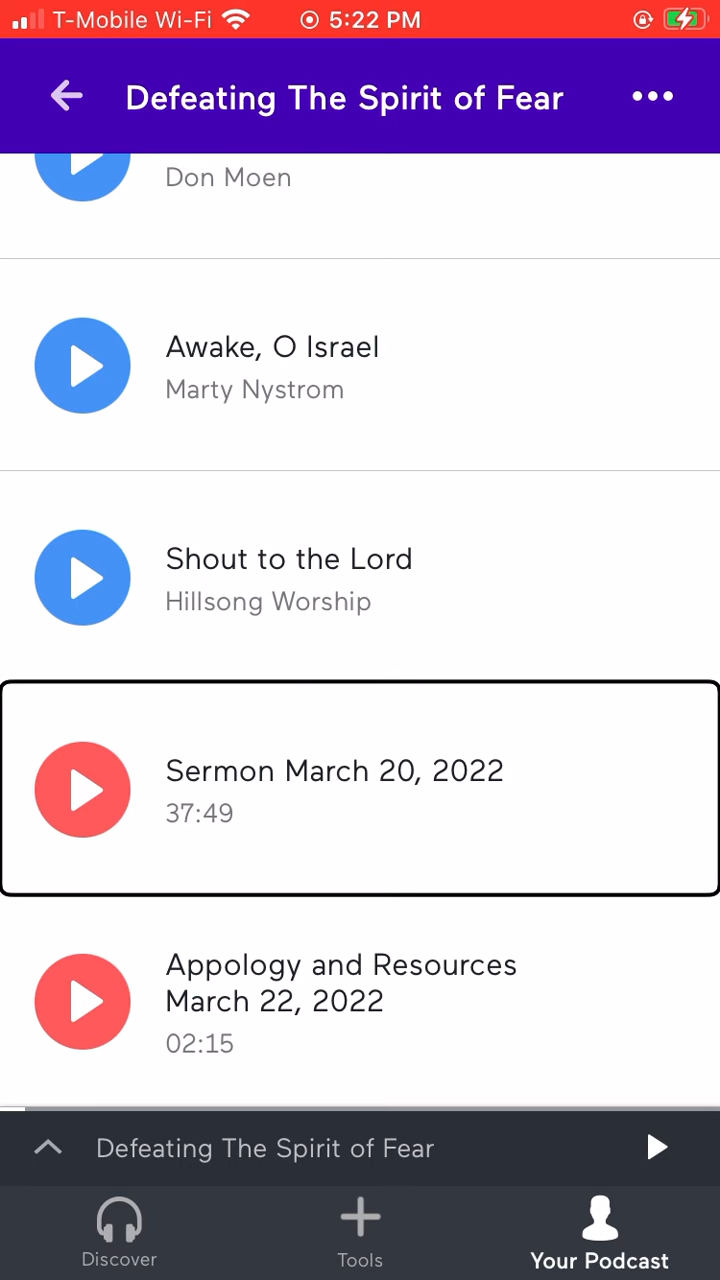 T-Mobile Wi-Fi 5:22 PM
Defeating The Spirit of Fear
Don Moen
Awake, O Israel
Marty Nystrom
Shout to the Lord
Hillsong Worship
Sermon March 20, 2022
37:49
Appology and Resources
March 22, 2022
02:15
Defeating The Spirit of Fear
Discover Tools Your Podcast